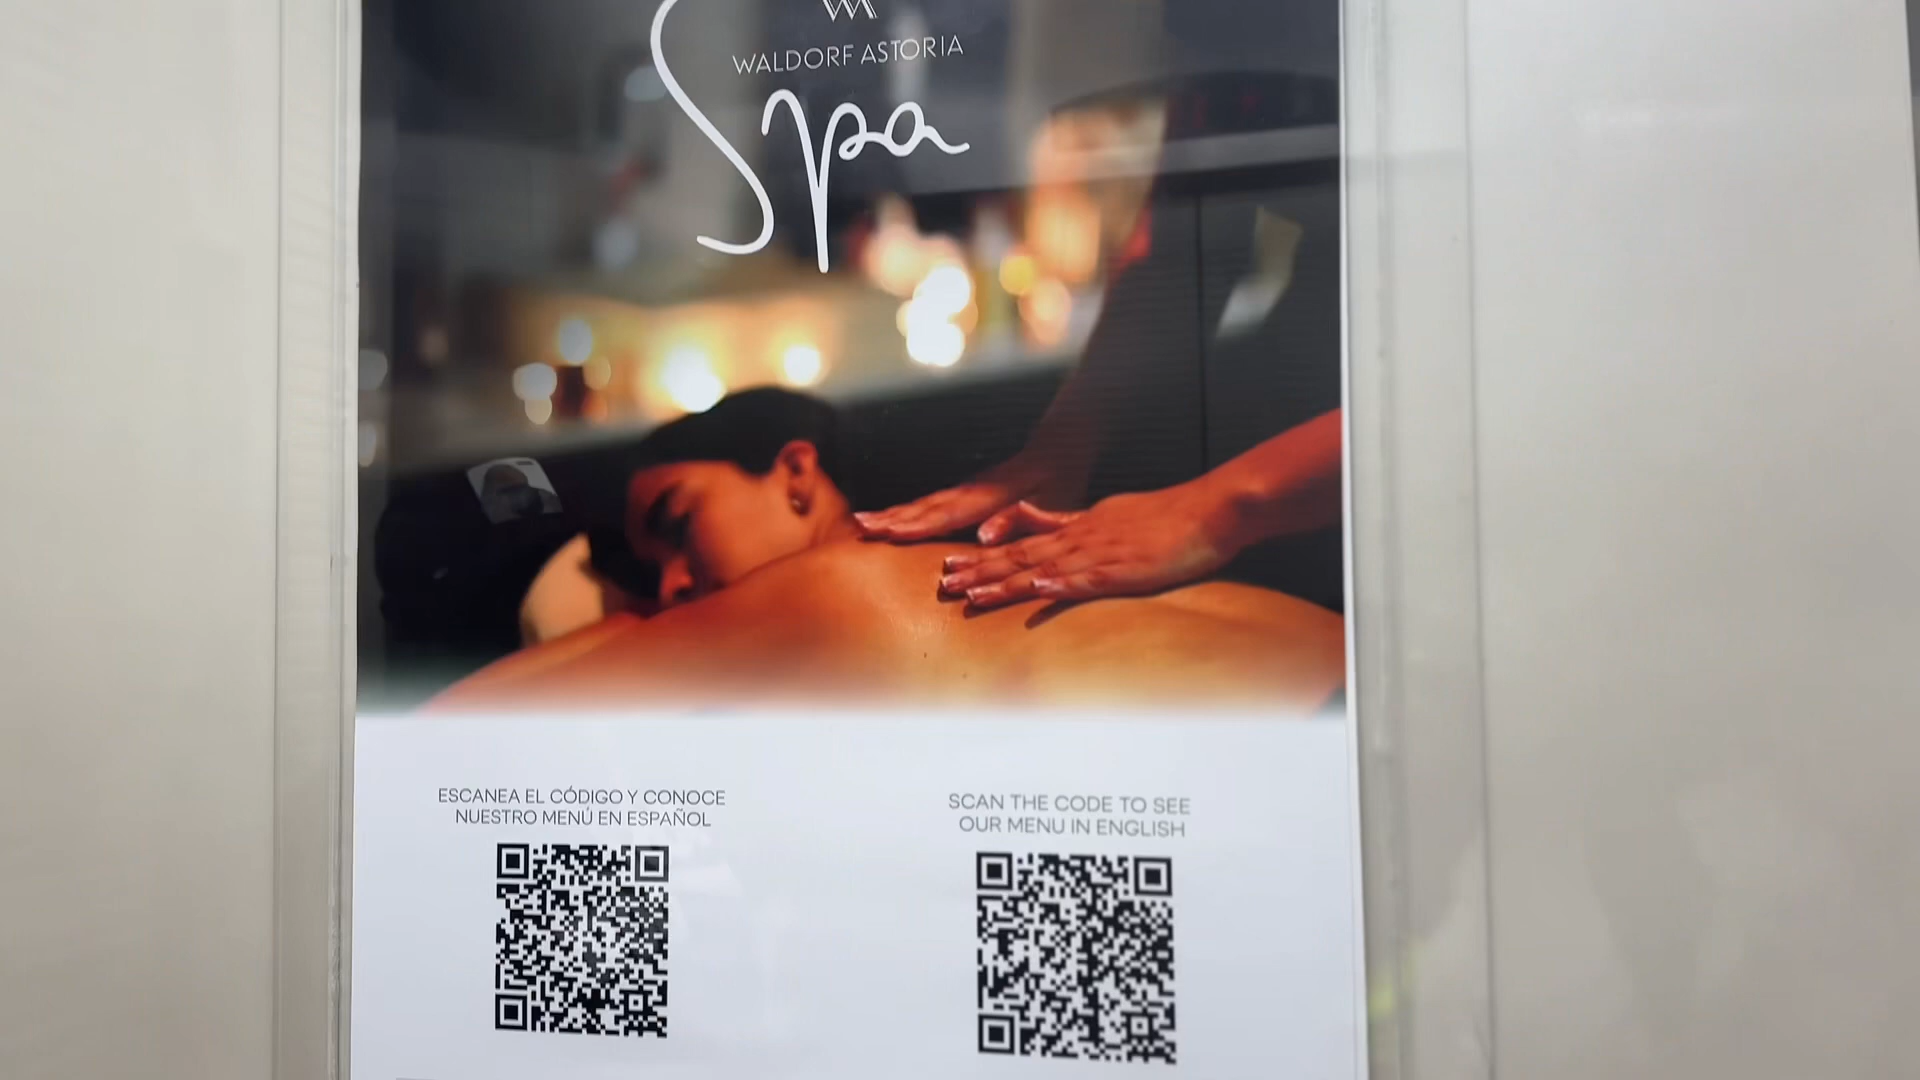 WALDORF ASTORIA
Spa
ESCANEA EL CÓDIGO Y CONOCE
NUESTRO MENÚ EN ESPAÑOL
SCAN THE CODE TO SEE
OUR MENU IN ENGLISH